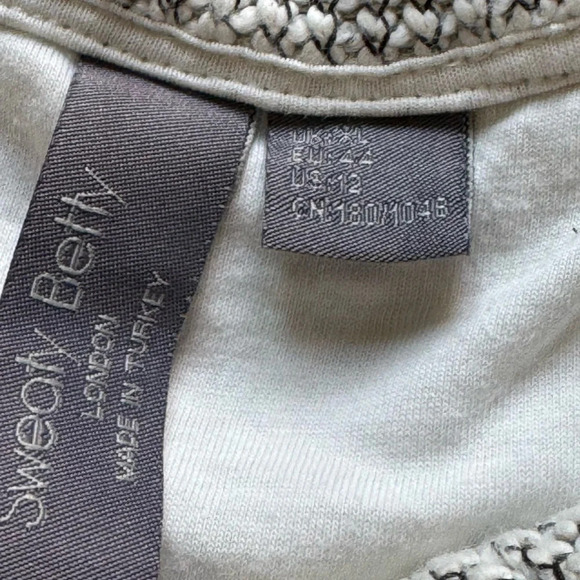 Sweaty Betty
LONDON
MADE IN TURKEY
UK:XL
EU:44
US:12
CN:180/104B